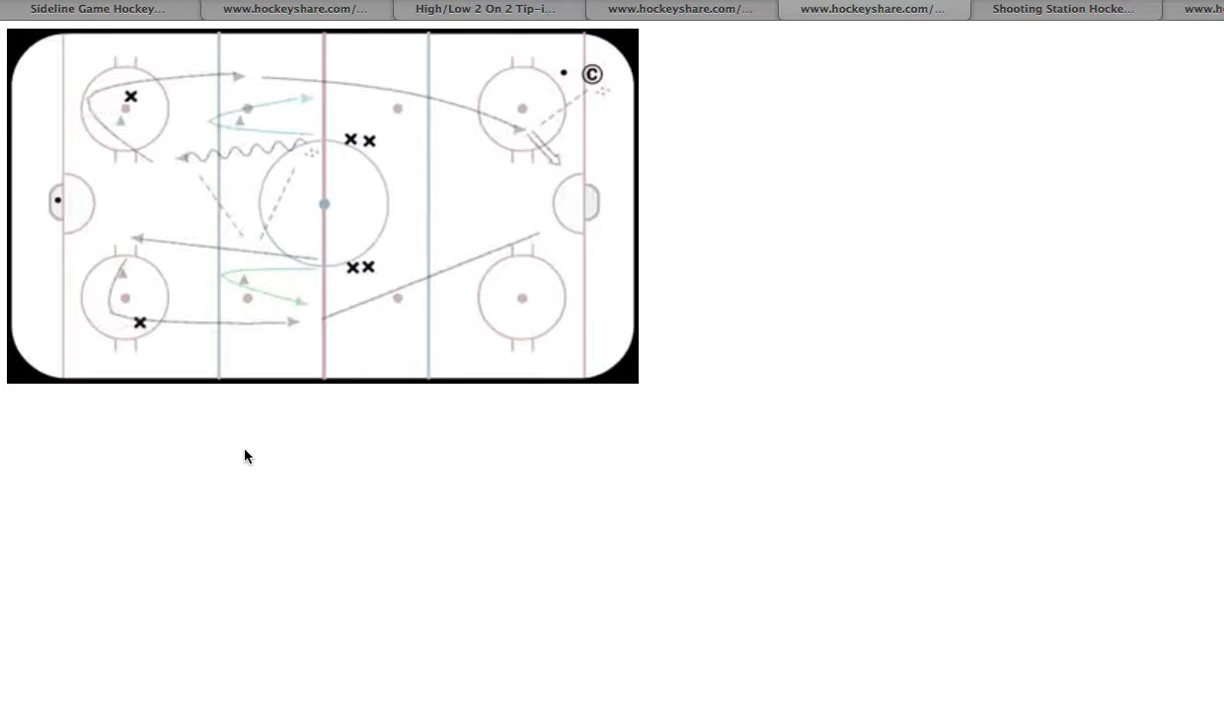 Sideline Game Hockey...
www.hockeyshare.com/...
High/Low 2 On 2 Tip-i...
www.hockeyshare.com/...
www.hockeyshare.com/...
Shooting Station Hocke...
www.h
©